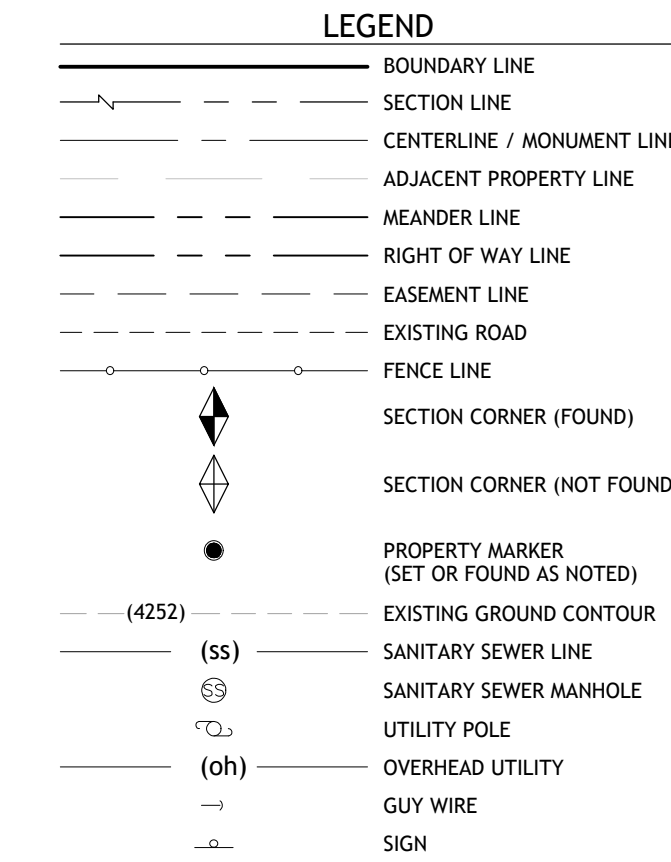 LEGEND
BOUNDARY LINE
SECTION LINE
CENTERLINE / MONUMENT LINE
ADJACENT PROPERTY LINE
MEANDER LINE
RIGHT OF WAY LINE
EASEMENT LINE
EXISTING ROAD
FENCE LINE
SECTION CORNER (FOUND)
SECTION CORNER (NOT FOUND
PROPERTY MARKER
(SET OR FOUND AS NOTED)
(4252) EXISTING GROUND CONTOUR
(ss) SANITARY SEWER LINE
SS SANITARY SEWER MANHOLE
UTILITY POLE
(oh) OVERHEAD UTILITY
GUY WIRE
SIGN